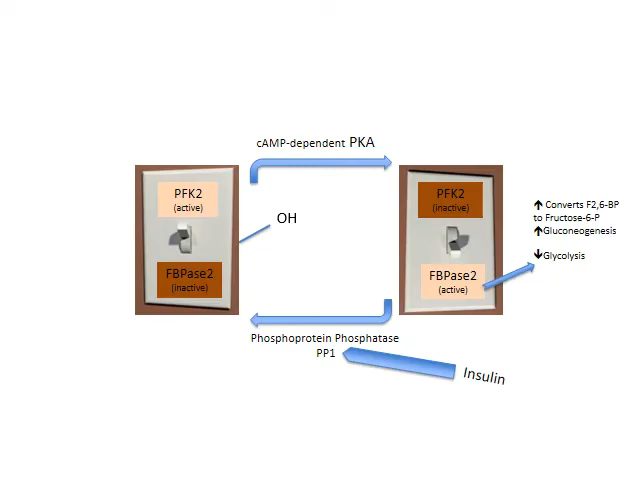 cAMP-dependent PKA
PFK2
(active)
OH
FBPase2
(inactive)
PFK2
(inactive)
FBPase2
(active)
🡹 Converts F2,6-BP
to Fructose-6-P
🡹Gluconeogenesis
🡻Glycolysis
Phosphoprotein Phosphatase
PP1
Insulin